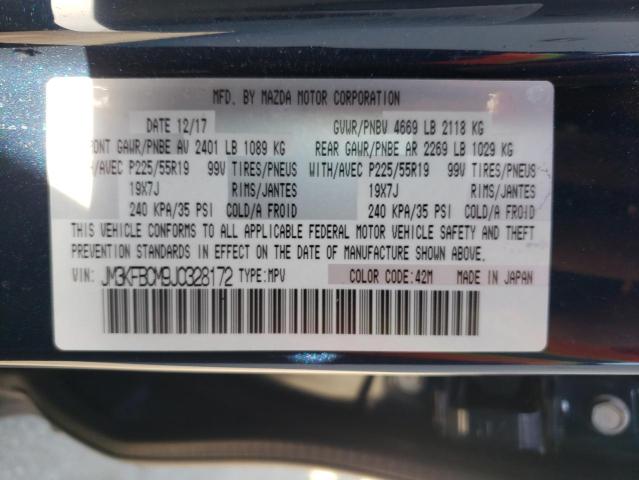 MFD. BY MAZDA MOTOR CORPORATION
DATE 12/17 GVWR/PNBV 4669 LB 2118 KG
RONT GAWR/PNBE AV 2401 LB 1089 KG REAR GAWR/PNBE AR 2269 LB 1029 KG
TH/AVEC P225/55R19 99V TIRES/PNEUS WITH/AVEC P225/55R19 99V TIRES/PNEUS
19X7J RIMS/JANTES 19X7J RIMS/JANTES
240 KPA/35 PSI COLD/A FROID 240 KPA/35 PSI COLD/A FROID
THIS VEHICLE CONFORMS TO ALL APPLICABLE FEDERAL MOTOR VEHICLE SAFETY AND THEFT
PREVENTION STANDARDS IN EFFECT ON THE DATE OF MANUFACTURE SHOWN ABOVE.
VIN: JM3KFBCM9J0328172 TYPE:MPV COLOR CODE:42M MADE IN JAPAN